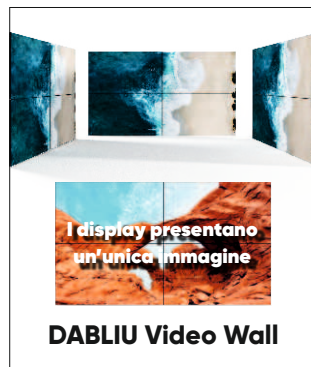 I display presentano
un'unica immagine
DABLIU Video Wall